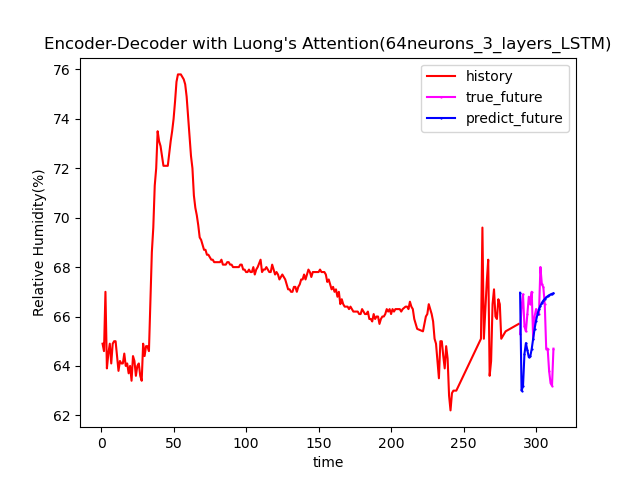 Encoder-Decoder with Luong's Attention(64neurons_3_layers_LSTM)
history
true_future
predict_future
Relative Humidity(%)
76
74
72
70
68
66
64
62
0
50
100
150
200
250
300
time